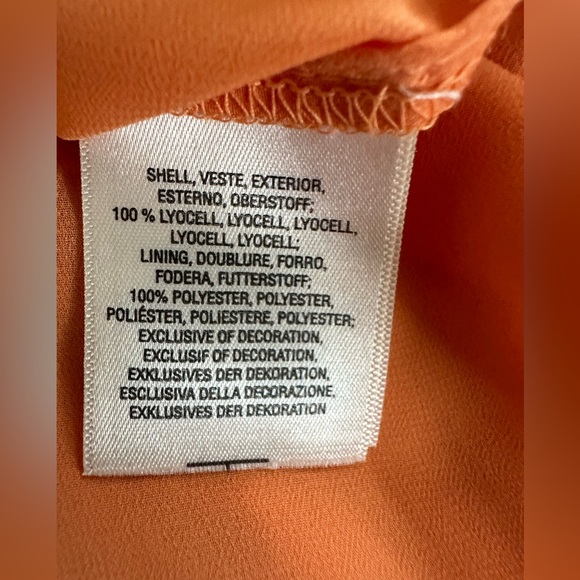 SHELL, VESTE, EXTERIOR,
ESTERNO, OBERSTOFF;
100 % LYOCELL, LYOCELL, LYOCELL,
LYOCELL, LYOCELL;
LINING, DOUBLURE, FORRO,
FODERA, FUTTERSTOFF;
100% POLYESTER, POLYESTER,
POLIÉSTER, POLIESTERE, POLYESTER;
EXCLUSIVE OF DECORATION,
EXCLUSIF OF DECORATION,
EXKLUSIVES DER DEKORATION,
ESCLUSIVA DELLA DECORAZIONE,
EXKLUSIVES DER DEKORATION